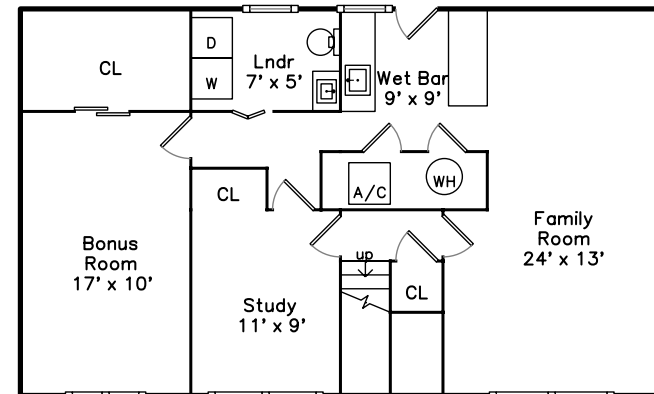 CL
D
W
Lndr
7' x 5'
Wet Bar
9' x 9'
A/C
WH
CL
Bonus
Room
17' x 10'
Study
11' x 9'
up
CL
Family
Room
24' x 13'